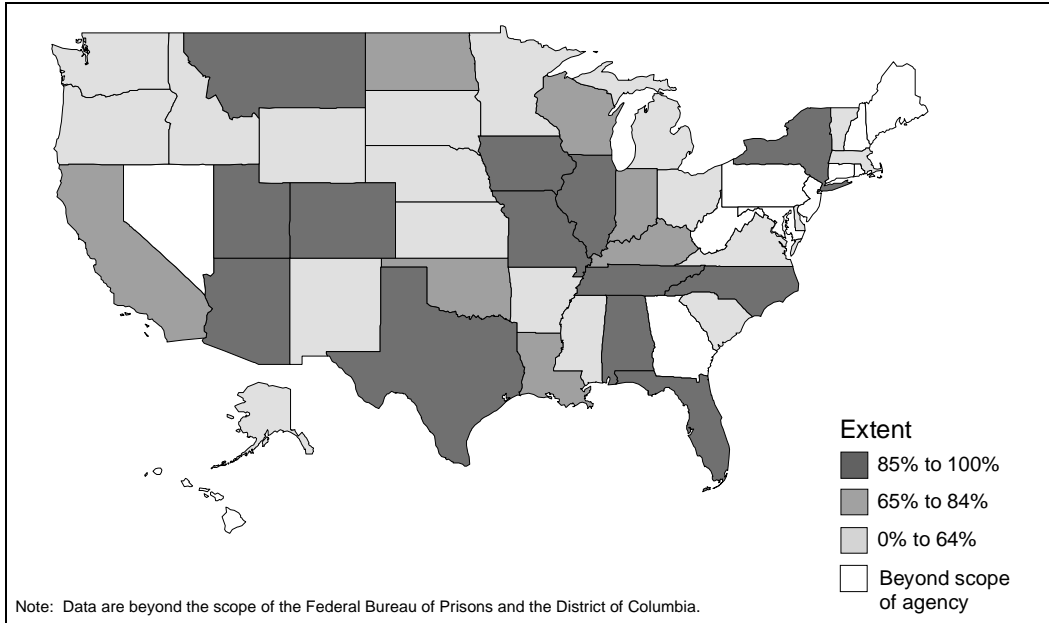 Extent
85% to 100%
65% to 84%
0% to 64%
Beyond scope
of agency
Note: Data are beyond the scope of the Federal Bureau of Prisons and the District of Columbia.